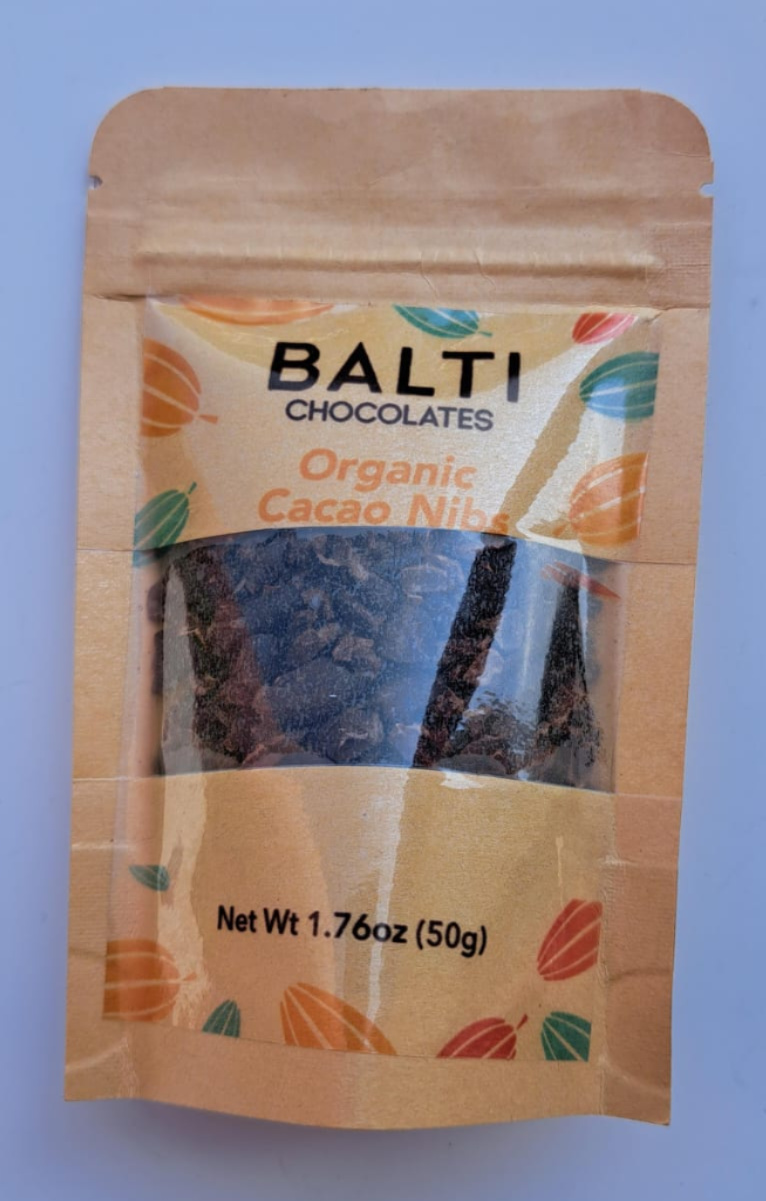 BALTI
CHOCOLATES
Organic
Cacao Nibs
Net Wt 1.76oz (50g)